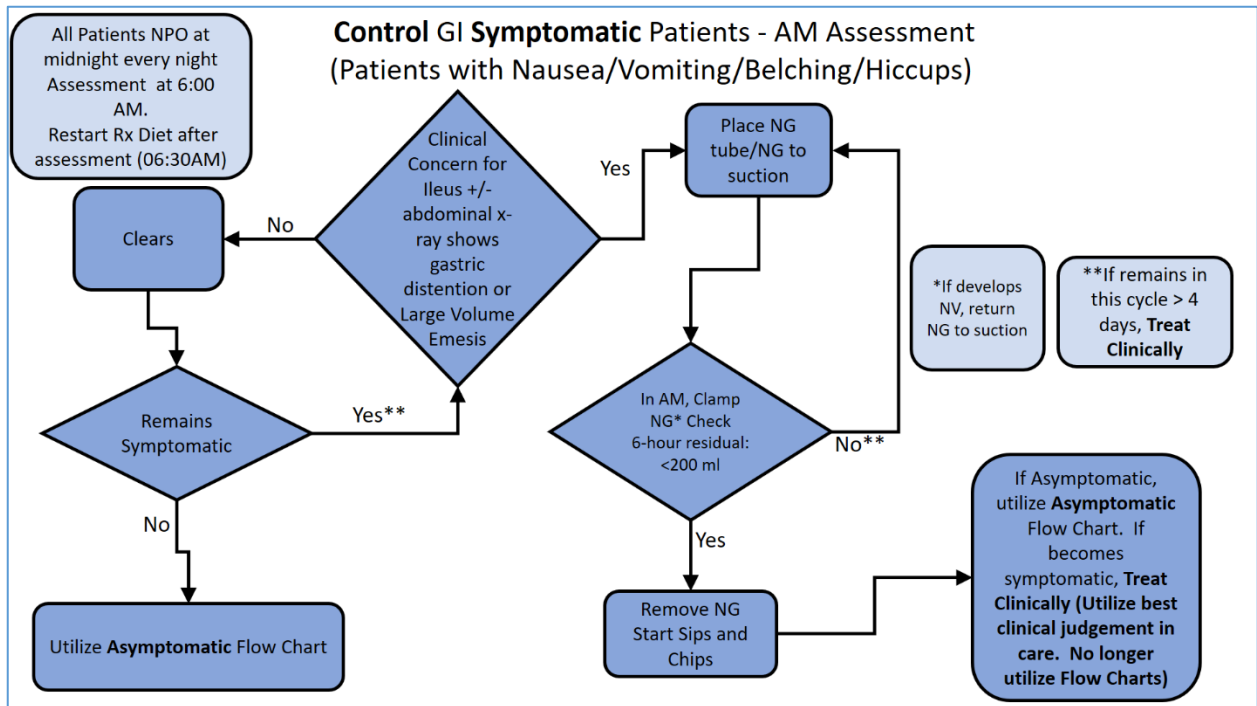 Control GI Symptomatic Patients - AM Assessment
(Patients with Nausea/Vomiting/Belching/Hiccups)
All Patients NPO at
midnight every night
Assessment at 6:00
AM.
Restart Rx Diet after
assessment (06:30AM)
Clinical
Concern for
Ileus +/-
abdominal x-
ray shows
gastric
distention or
Large Volume
Emesis
Yes
Place NG
tube/NG to
suction
No
Clears
*If develops
NV, return
NG to suction
**If remains in
this cycle > 4
days, Treat
Clinically
Remains
Symptomatic
Yes**
In AM, Clamp
NG* Check
6-hour residual:
<200 ml
No**
No
Yes
Utilize Asymptomatic Flow Chart
Remove NG
Start Sips and
Chips
If Asymptomatic,
utilize Asymptomatic
Flow Chart. If
becomes
symptomatic, Treat
Clinically (Utilize best
clinical judgement in
care. No longer
utilize Flow Charts)